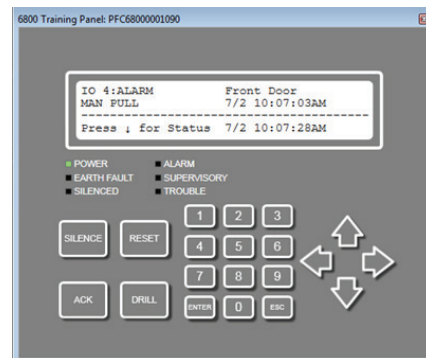 6800 Training Panel: PFC68000001090
IO 4:ALARM Front Door
MAN PULL 7/2 10:07:03AM
----------------------------------------
Press ↓ for Status 7/2 10:07:28AM
POWER ALARM
EARTH FAULT SUPERVISORY
SILENCED TROUBLE
SILENCE RESET 1 2 3
4 5 6
7 8 9
ACK DRILL ENTER 0 ESC